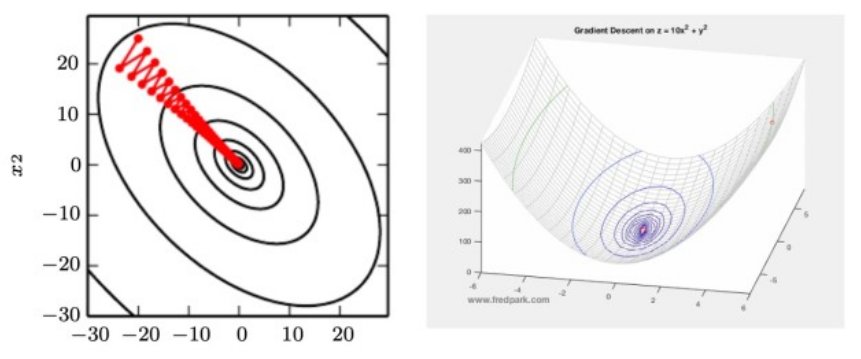 20
10
0
−10
−20
−30
x2
−30 −20 −10 0 10 20
Gradient Descent on z = 10x² + y²
400
300
200
100
0
-6 -4 -2 0 2 4 6
5
0
-5
www.fredpark.com